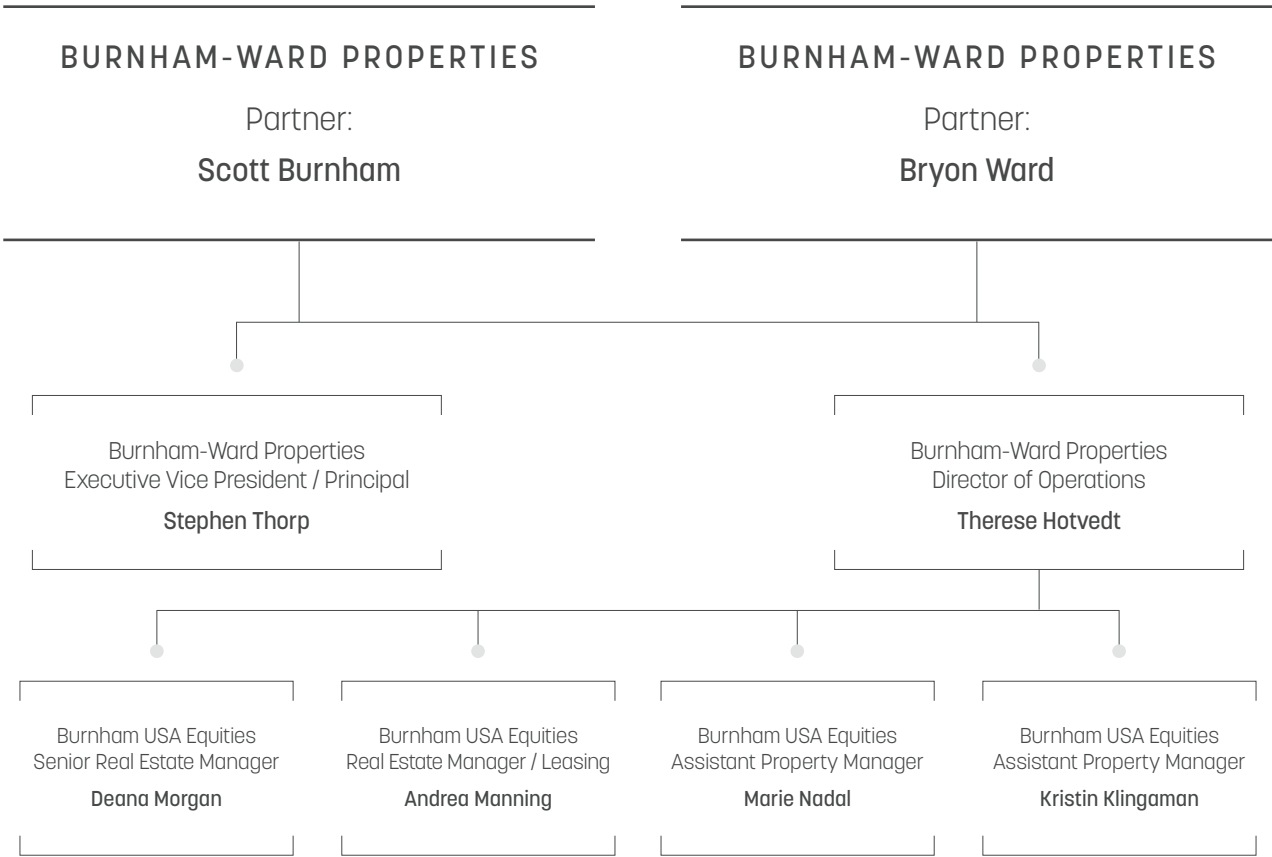 BURNHAM-WARD PROPERTIES
Partner:
Scott Burnham
BURNHAM-WARD PROPERTIES
Partner:
Bryon Ward
Burnham-Ward Properties
Executive Vice President / Principal
Stephen Thorp
Burnham-Ward Properties
Director of Operations
Therese Hotvedt
Burnham USA Equities
Senior Real Estate Manager
Deana Morgan
Burnham USA Equities
Real Estate Manager / Leasing
Andrea Manning
Burnham USA Equities
Assistant Property Manager
Marie Nadal
Burnham USA Equities
Assistant Property Manager
Kristin Klingaman